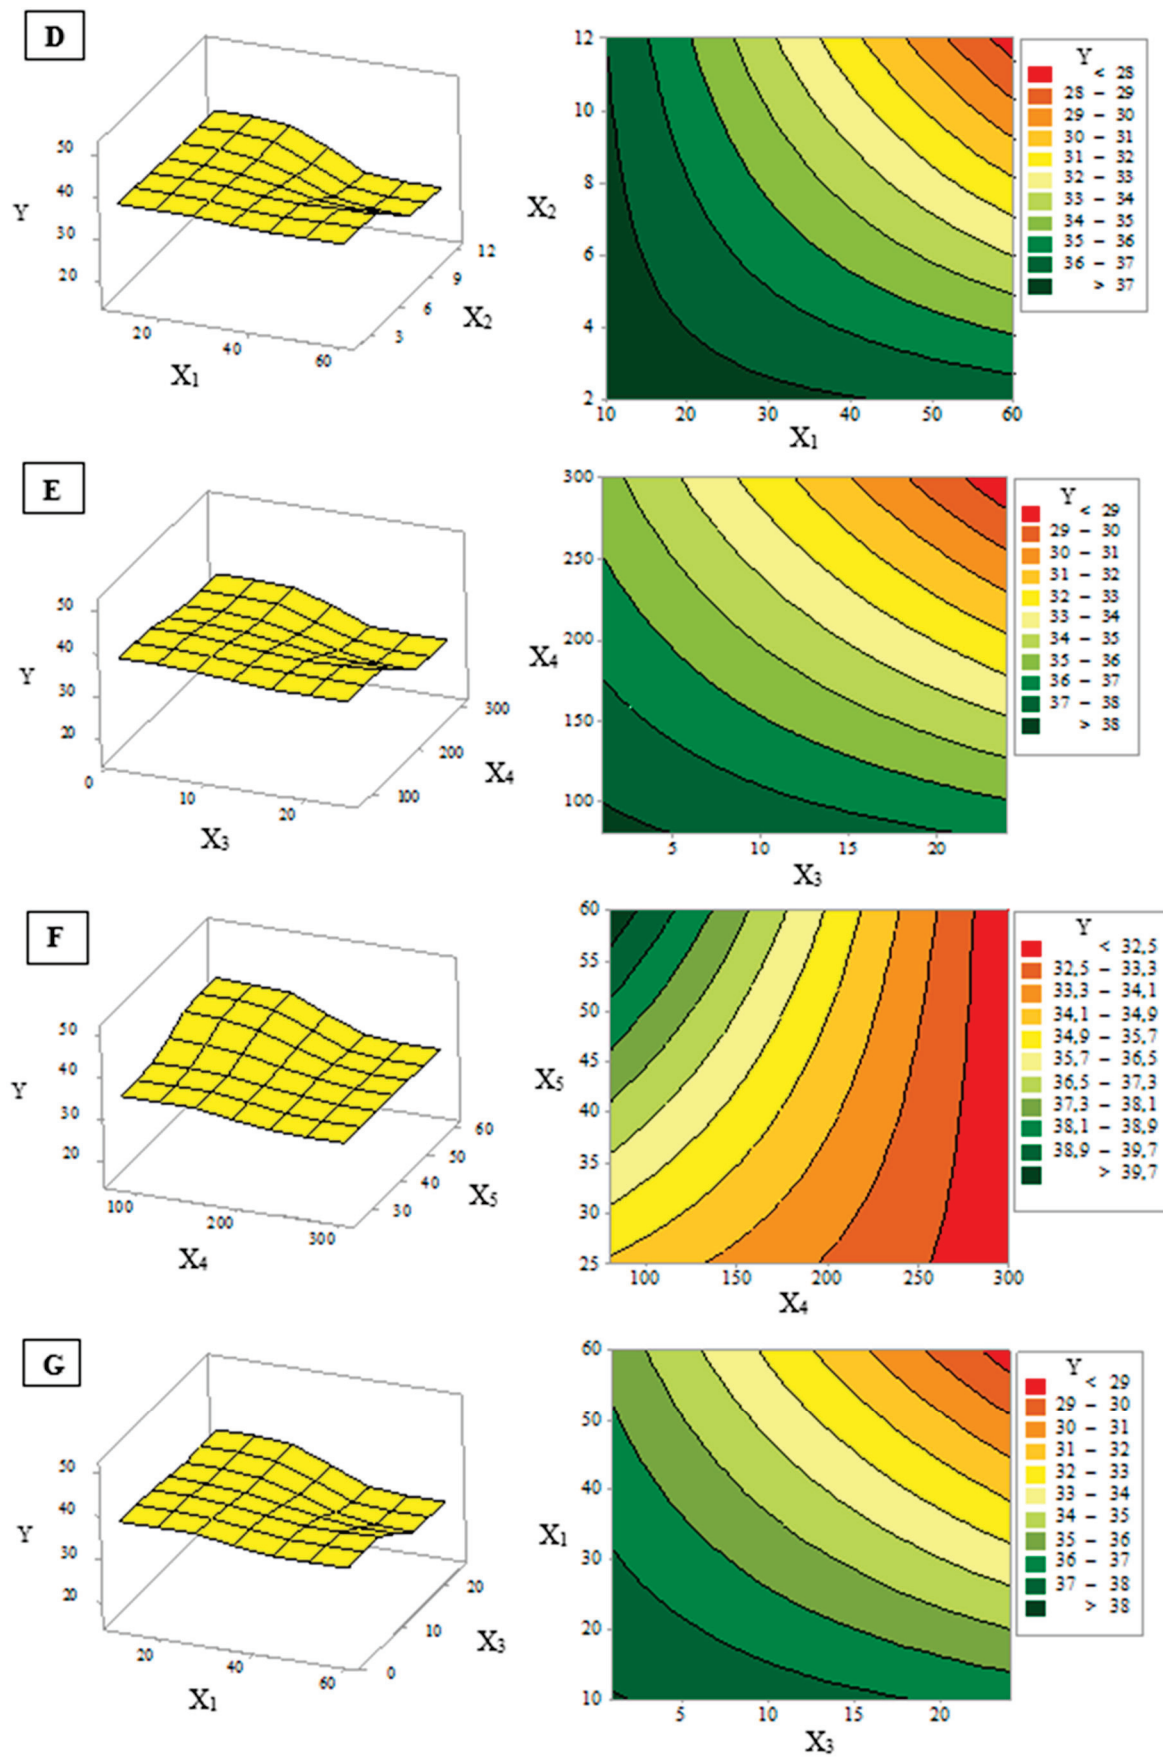 D
Y
50
40
30
20
20
40
60
X1
3
6
9
12
X2
12
10
8
6
4
2
X2
10
20
30
40
50
60
X1
Y
< 28
28 – 29
29 – 30
30 – 31
31 – 32
32 – 33
33 – 34
34 – 35
35 – 36
36 – 37
> 37
E
Y
50
40
30
20
0
10
20
X3
100
200
300
X4
300
250
200
150
100
X4
5
10
15
20
X3
Y
< 29
29 – 30
30 – 31
31 – 32
32 – 33
33 – 34
34 – 35
35 – 36
36 – 37
37 – 38
> 38
F
Y
50
40
30
20
100
200
300
X4
30
40
50
60
X5
60
55
50
45
40
35
30
25
X5
100
150
200
250
300
X4
Y
< 32,5
32,5 – 33,3
33,3 – 34,1
34,1 – 34,9
34,9 – 35,7
35,7 – 36,5
36,5 – 37,3
37,3 – 38,1
38,1 – 38,9
38,9 – 39,7
> 39,7
G
Y
50
40
30
20
20
40
60
X1
0
10
20
X3
60
50
40
30
20
10
X1
5
10
15
20
X3
Y
< 29
29 – 30
30 – 31
31 – 32
32 – 33
33 – 34
34 – 35
35 – 36
36 – 37
37 – 38
> 38